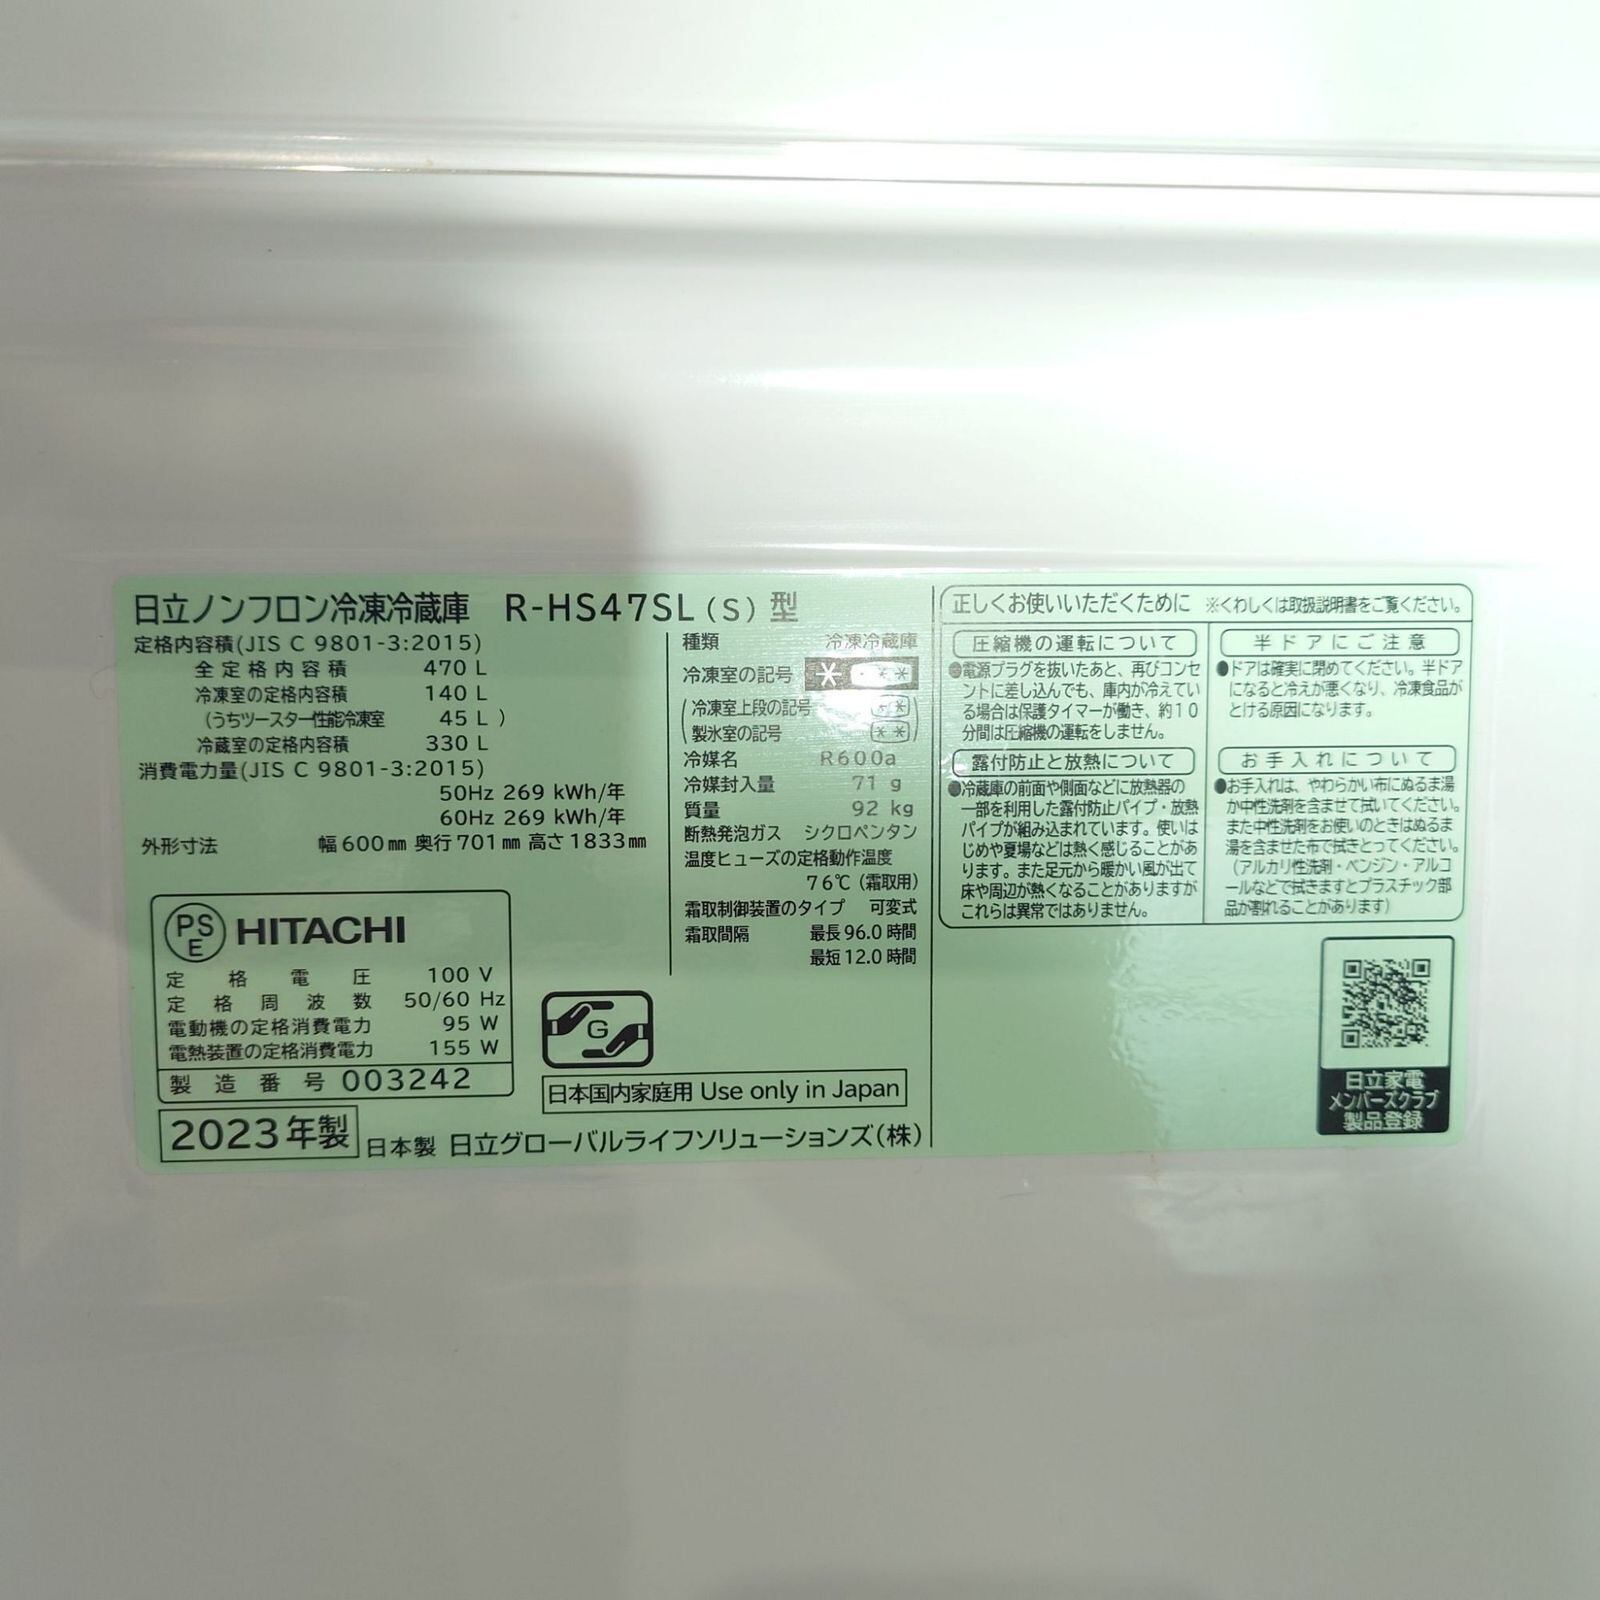 日立ノンフロン冷凍冷蔵庫 R-HS47SL(S)型
定格内容積(JIS C 9801-3:2015)
全定格内容積 470 L
冷凍室の定格内容積 140 L
(うちツースター性能冷凍室 45 L )
冷蔵室の定格内容積 330 L
消費電力量(JIS C 9801-3:2015)
50Hz 269 kWh/年
60Hz 269 kWh/年
外形寸法 幅600㎜ 奥行701㎜ 高さ1833㎜
PS
E
HITACHI
定格電圧 100 V
定格周波数 50/60 Hz
電動機の定格消費電力 95 W
電熱装置の定格消費電力 155 W
製造番号 003242
2023年製 日本製 日立グローバルライフソリューションズ(株)
種類 冷凍冷蔵庫
冷凍室の記号 * ***
(冷凍室上段の記号 **
製氷室の記号 **)
冷媒名 R600a
冷媒封入量 71 g
質量 92 kg
断熱発泡ガス シクロペンタン
温度ヒューズの定格動作温度
76℃(霜取用)
霜取制御装置のタイプ 可変式
霜取間隔 最長96.0時間
最短12.0時間
G
日本国内家庭用 Use only in Japan
正しくお使いいただくために ※くわしくは取扱説明書をご覧ください。
圧縮機の運転について
●電源プラグを抜いたあと、再びコンセ
ントに差し込んでも、庫内が冷えてい
る場合は保護タイマーが働き、約10
分間は圧縮機の運転をしません。
露付防止と放熱について
●冷蔵庫の前面や側面などに放熱器の
一部を利用した露付防止パイプ・放熱
パイプが組み込まれています。使いは
じめや夏場などは熱く感じることがあ
ります。また足元から暖かい風が出て
床や周辺が熱くなることがありますが
これらは異常ではありません。
半ドアにご注意
●ドアは確実に閉めてください。半ドア
になると冷えが悪くなり、冷凍食品が
とける原因になります。
お手入れについて
●お手入れは、やわらかい布にぬるま湯
か中性洗剤を含ませて拭いてください。
また中性洗剤をお使いのときはぬるま
湯を含ませた布で拭きとってください。
(アルカリ性洗剤・ベンジン・アルコ
ールなどで拭きますとプラスチック部
品が割れることがあります)
日立家電
メンバーズクラブ
製品登録